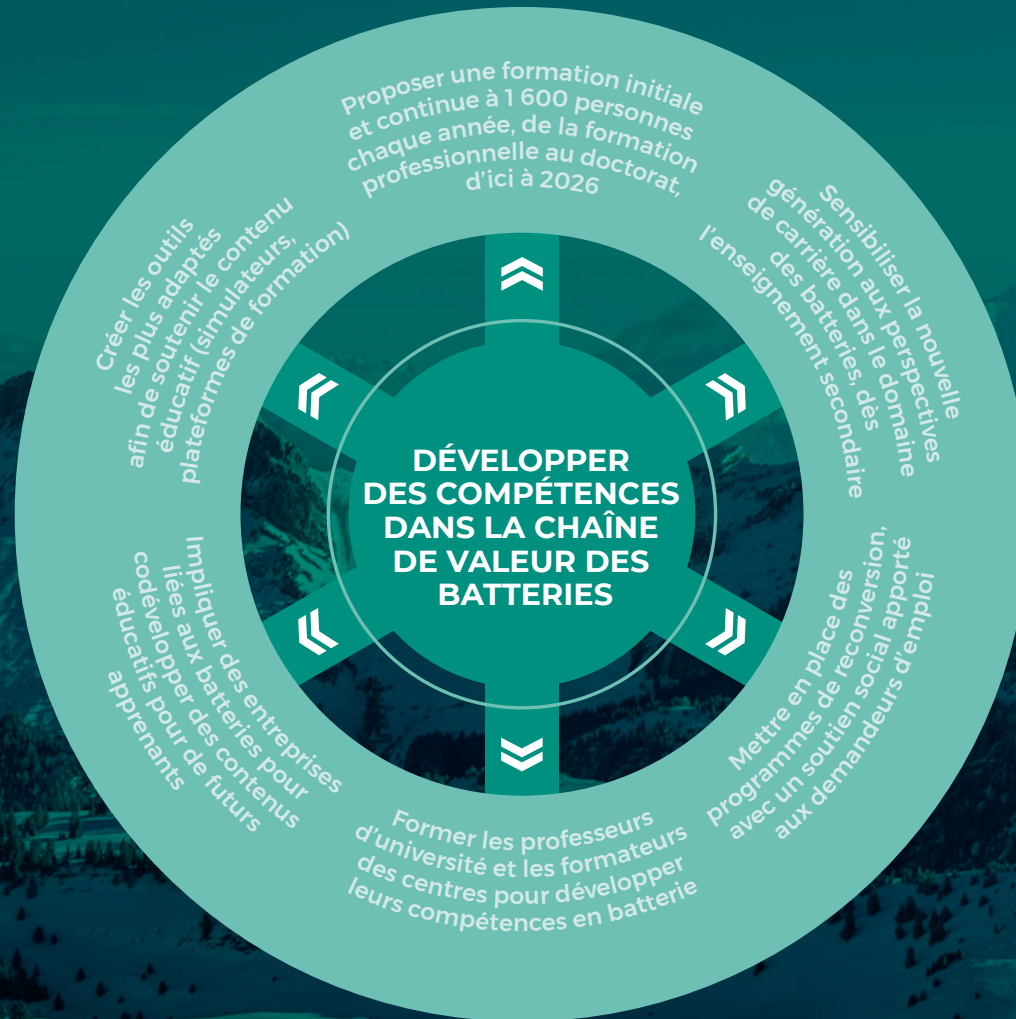 Proposer une formation initiale
et continue à 1 600 personnes
chaque année, de la formation
professionnelle au doctorat,
d'ici à 2026
Sensibiliser la nouvelle
génération aux perspectives
de carrière dans le domaine
des batteries, dès
l'enseignement secondaire
Mettre en place des
programmes de reconversion,
avec un soutien social apporté
aux demandeurs d'emploi
Former les professeurs
d'université et les formateurs
des centres pour développer
leurs compétences en batterie
Impliquer des entreprises
liées aux batteries pour
codévelopper des contenus
éducatifs pour de futurs
apprenants
Créer les outils
les plus adaptés
afin de soutenir le contenu
éducatif (simulateurs,
plateformes de formation)
DÉVELOPPER
DES COMPÉTENCES
DANS LA CHAÎNE
DE VALEUR DES
BATTERIES